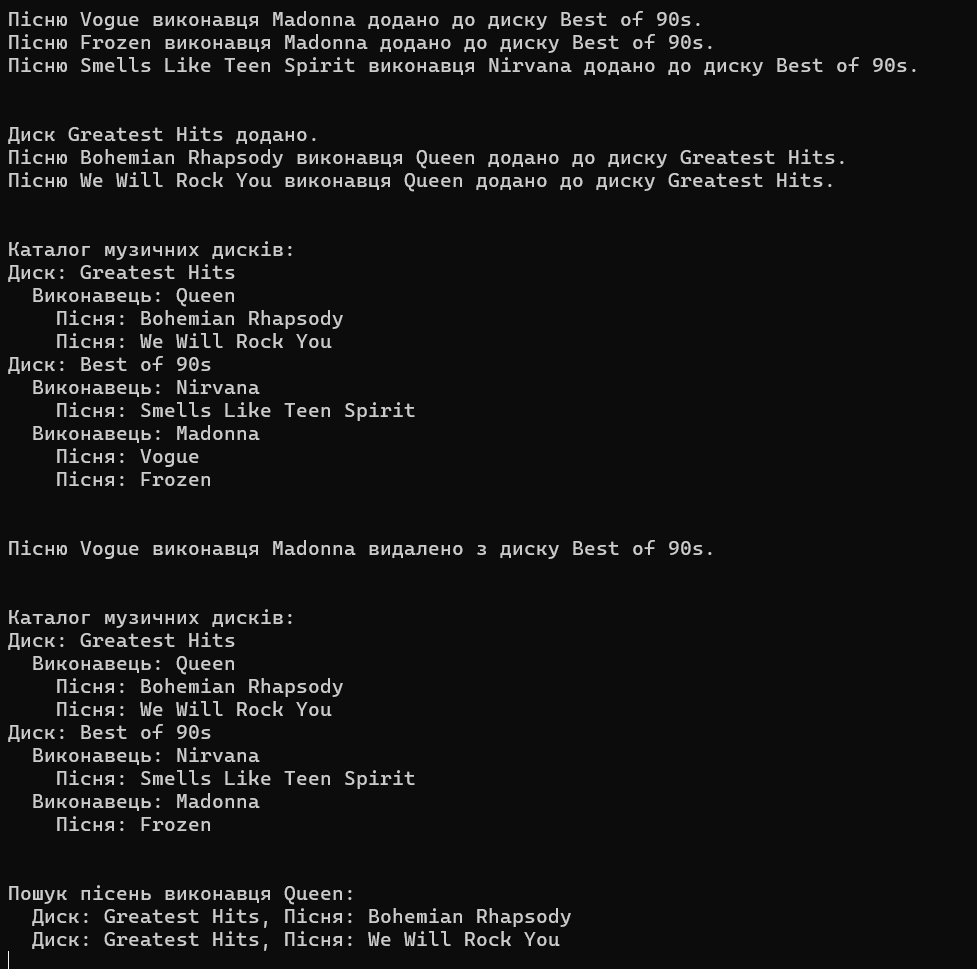 Пісню Vogue виконавця Madonna додано до диску Best of 90s.
Пісню Frozen виконавця Madonna додано до диску Best of 90s.
Пісню Smells Like Teen Spirit виконавця Nirvana додано до диску Best of 90s.
Диск Greatest Hits додано.
Пісню Bohemian Rhapsody виконавця Queen додано до диску Greatest Hits.
Пісню We Will Rock You виконавця Queen додано до диску Greatest Hits.
Каталог музичних дисків:
Диск: Greatest Hits
Виконавець: Queen
Пісня: Bohemian Rhapsody
Пісня: We Will Rock You
Диск: Best of 90s
Виконавець: Nirvana
Пісня: Smells Like Teen Spirit
Виконавець: Madonna
Пісня: Vogue
Пісня: Frozen
Пісню Vogue виконавця Madonna видалено з диску Best of 90s.
Каталог музичних дисків:
Диск: Greatest Hits
Виконавець: Queen
Пісня: Bohemian Rhapsody
Пісня: We Will Rock You
Диск: Best of 90s
Виконавець: Nirvana
Пісня: Smells Like Teen Spirit
Виконавець: Madonna
Пісня: Frozen
Пошук пісень виконавця Queen:
Диск: Greatest Hits, Пісня: Bohemian Rhapsody
Диск: Greatest Hits, Пісня: We Will Rock You